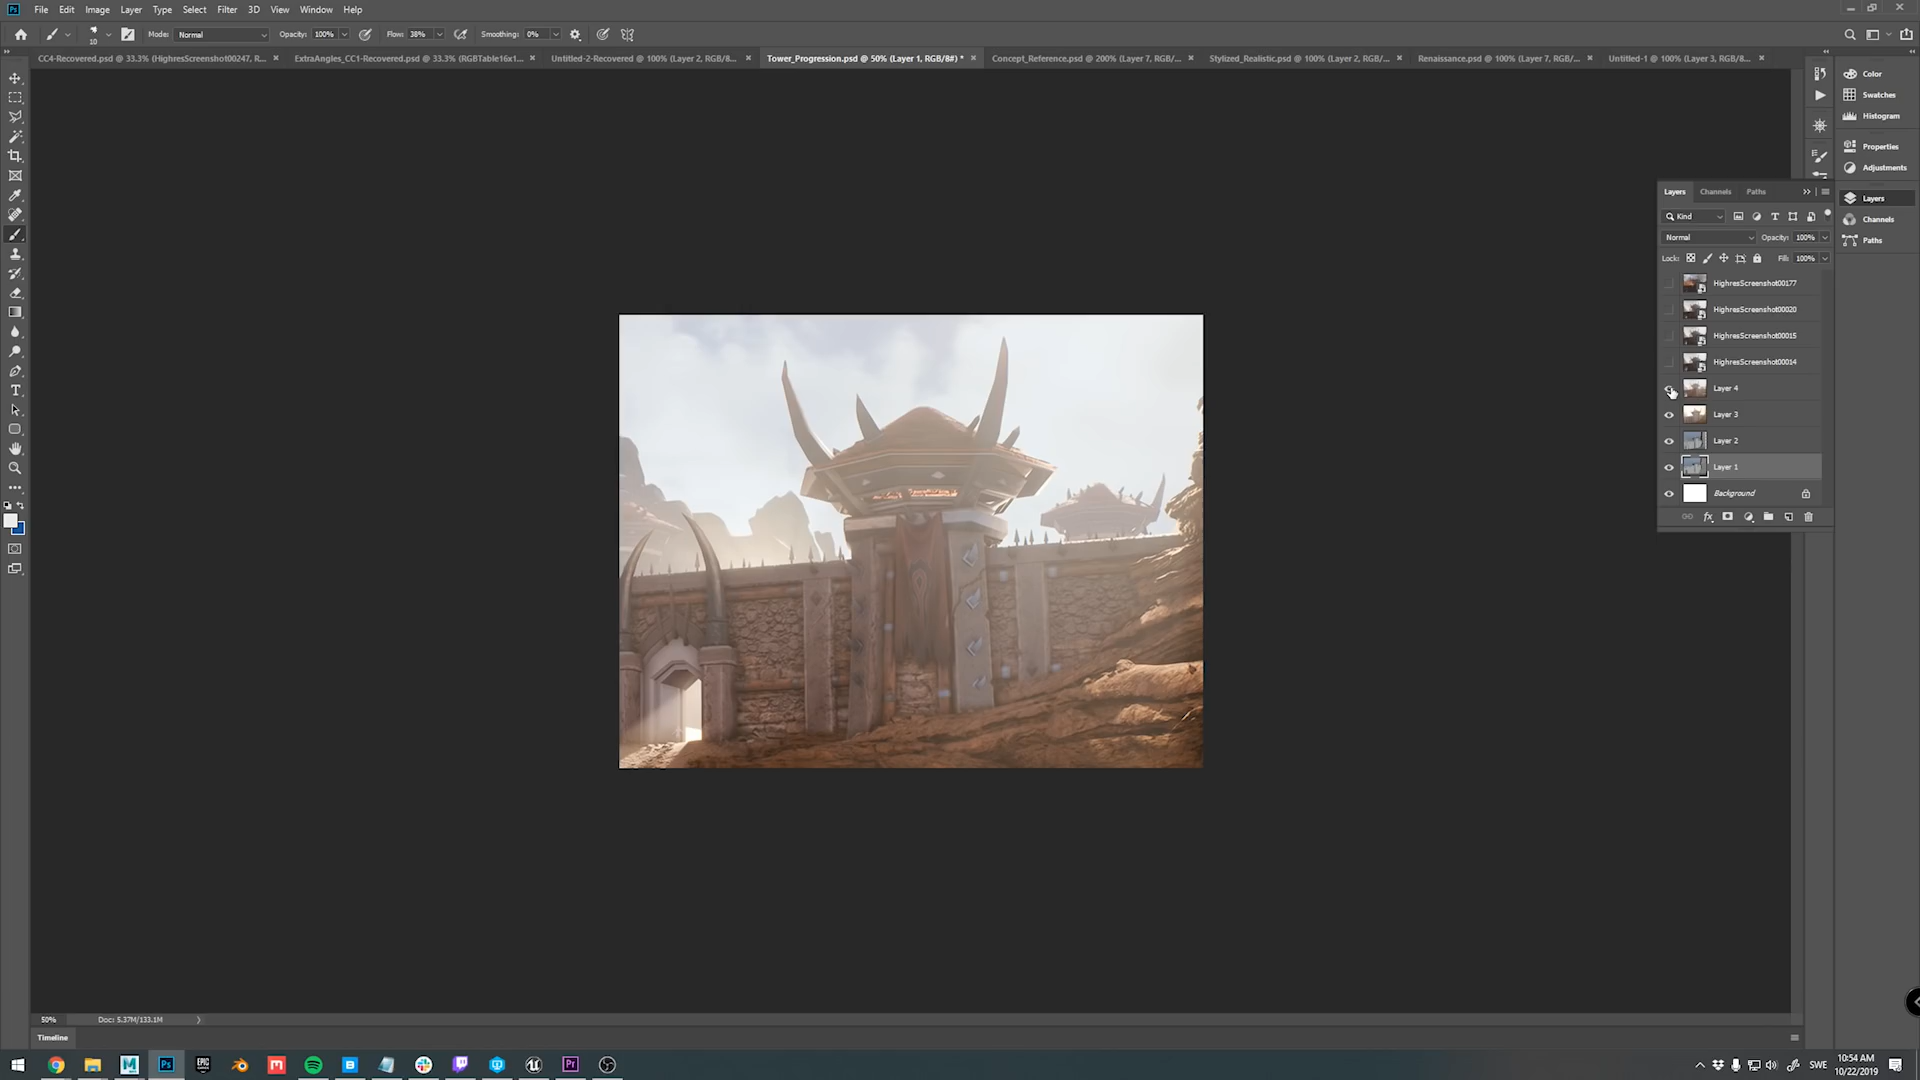 Ps File Edit Image Layer Type Select Filter 3D View Window Help
10 Mode: Normal Opacity: 100% Flow: 38% Smoothing: 0%
CC4-Recovered.psd @ 33.3% (HighresScreenshot00247, R... ExtraAngles_CC1-Recovered.psd @ 33.3% (RGBTable16x1... Untitled-2-Recovered @ 100% (Layer 2, RGB/8... Tower_Progression.psd @ 50% (Layer 1, RGB/8#) * Concept_Reference.psd @ 200% (Layer 7, RGB/... Stylized_Realistic.psd @ 100% (Layer 2, RGB/... Renaissance.psd @ 100% (Layer 7, RGB/... Untitled-1 @ 100% (Layer 3, RGB/8...
Color
Swatches
Histogram
Properties
Adjustments
Layers
Channels
Paths
Layers Channels Paths
Kind
Normal Opacity: 100%
Lock: Fill: 100%
HighresScreenshot00177
HighresScreenshot00020
HighresScreenshot00015
HighresScreenshot00014
Layer 4
Layer 3
Layer 2
Layer 1
Background
50% Doc: 5.37M/133.1M
Timeline
M Ps EPIC GAMES B Pr
SWE
10:54 AM
10/22/2019